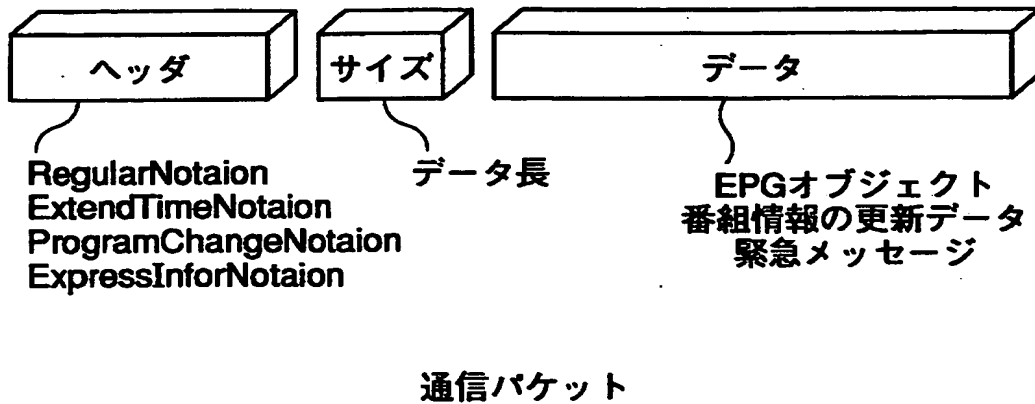 ヘッダ
サイズ
データ
RegularNotaion
ExtendTimeNotaion
ProgramChangeNotaion
ExpressInforNotaion
データ長
EPGオブジェクト
番組情報の更新データ
緊急メッセージ
通信パケット